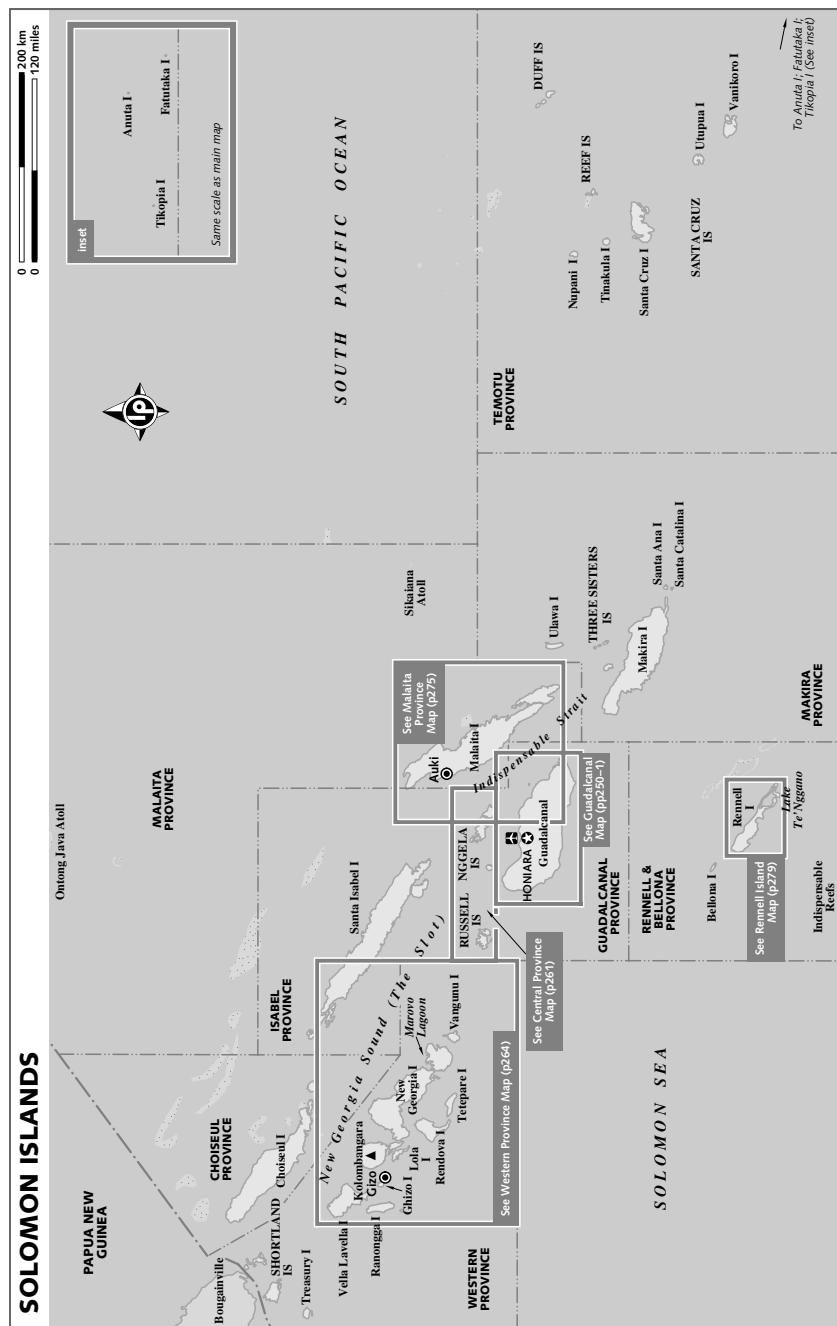 SOLOMON ISLANDS
0
200 km
0
120 miles
PAPUA NEW
GUINEA
Bougainville
SHORTLAND
IS
Treasury I
CHOISEUL
PROVINCE
Choiseul I
Ontong Java Atoll
MALAITA
PROVINCE
ISABEL
PROVINCE
Santa Isabel I
New Georgia Sound (The Slot)
Vella Lavella I
Ranongga I
Kolombangara
Gizo
Ghizo I
Lola
I
Rendova I
New
Georgia I
Tetepare I
Marovo
Lagoon
Vangunu I
WESTERN
PROVINCE
See Western Province Map (p264)
RUSSELL
IS
NGGELA
IS
See Central Province
Map (p261)
HONIARA
Guadalcanal
See Guadalcanal
Map (pp250–1)
GUADALCANAL
PROVINCE
Auki
Malaita I
See Malaita
Province
Map (p275)
Indispensable Strait
Sikaiana
Atoll
Ulawa I
THREE SISTERS
IS
Makira I
Santa Ana I
Santa Catalina I
MAKIRA
PROVINCE
RENNELL &
BELLONA
PROVINCE
Bellona I
Rennell
I
Lake
Te'Nggano
See Rennell Island
Map (p279)
Indispensable
Reefs
SOLOMON SEA
SOUTH PACIFIC OCEAN
lp
inset
Tikopia I
Anuta I
Fatutaka I
Same scale as main map
TEMOTU
PROVINCE
DUFF IS
REEF IS
Nupani I
Tinakula I
Santa Cruz I
SANTA CRUZ
IS
Utupua I
Vanikoro I
To Anuta I; Fatutaka I;
Tikopia I (See inset)